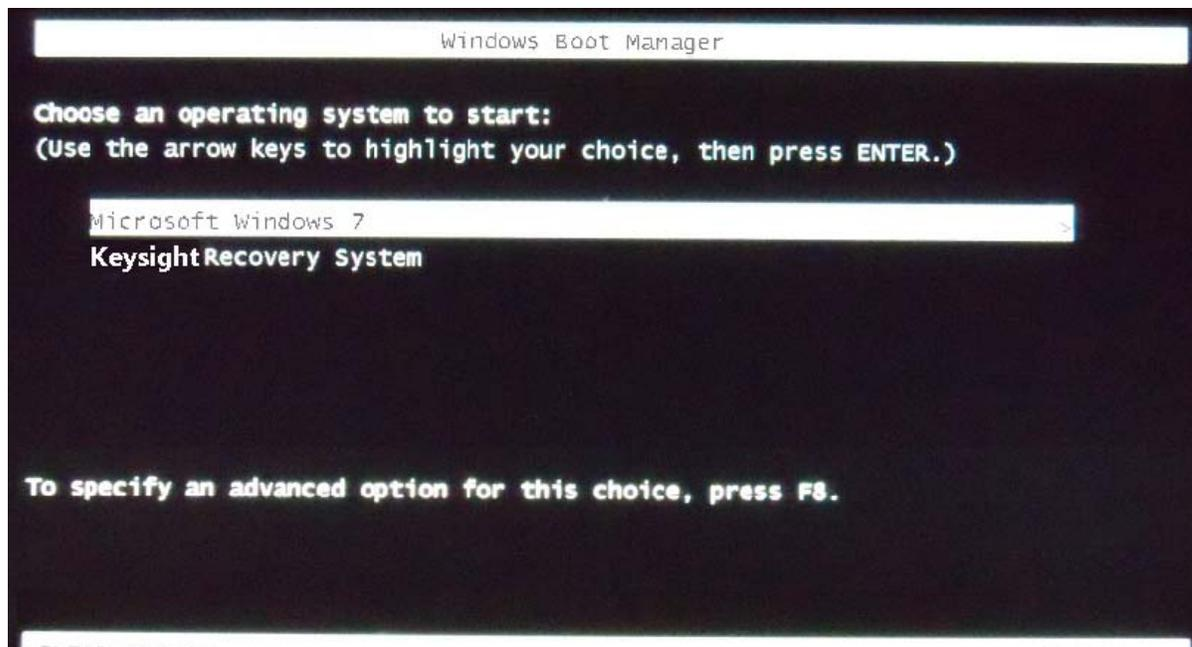 Windows Boot Manager
Choose an operating system to start:
(Use the arrow keys to highlight your choice, then press ENTER.)
Microsoft Windows 7 >
Keysight Recovery System
To specify an advanced option for this choice, press F8.